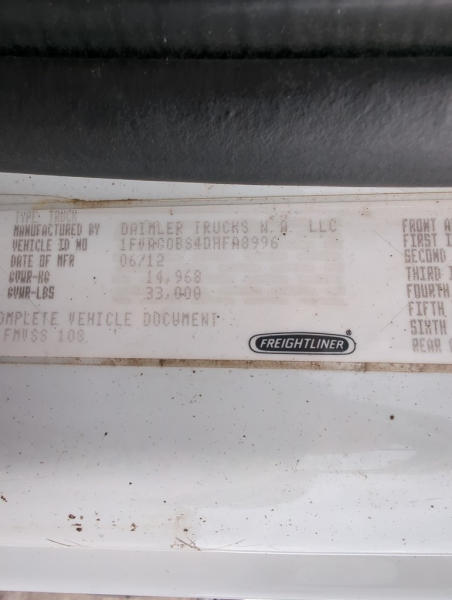 TYPE: TRUCK
MANUFACTURED BY DAIMLER TRUCKS N.A. LLC
VEHICLE ID NO 1FVACOBS4DHFA8996
DATE OF MFR 06/12
GVWR-KG 14,968
GVWR-LBS 33,000
OMPLETE VEHICLE DOCUMENT
FMVSS 108
FREIGHTLINER®
FRONT A
FIRST I
SECOND
THIRD I
FOURTH
FIFTH
SIXTH
REAR